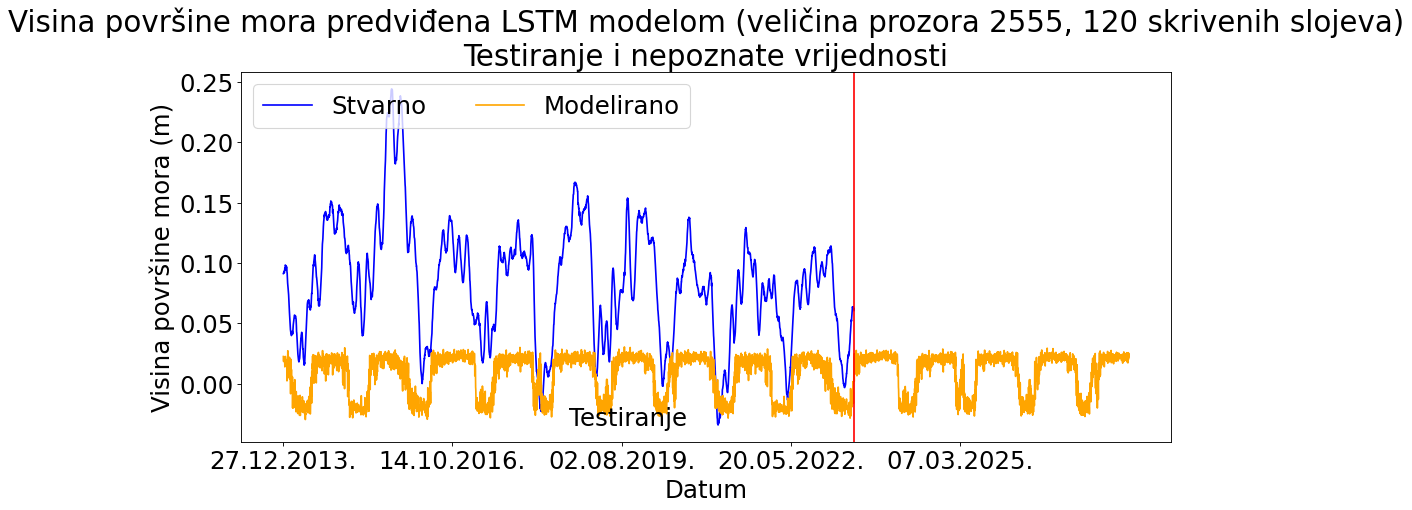 Visina površine mora predviđena LSTM modelom (veličina prozora 2555, 120 skrivenih slojeva)
Testiranje i nepoznate vrijednosti
Stvarno Modelirano
Visina površine mora (m)
0.25
0.20
0.15
0.10
0.05
0.00
Testiranje
27.12.2013. 14.10.2016. 02.08.2019. 20.05.2022. 07.03.2025.
Datum